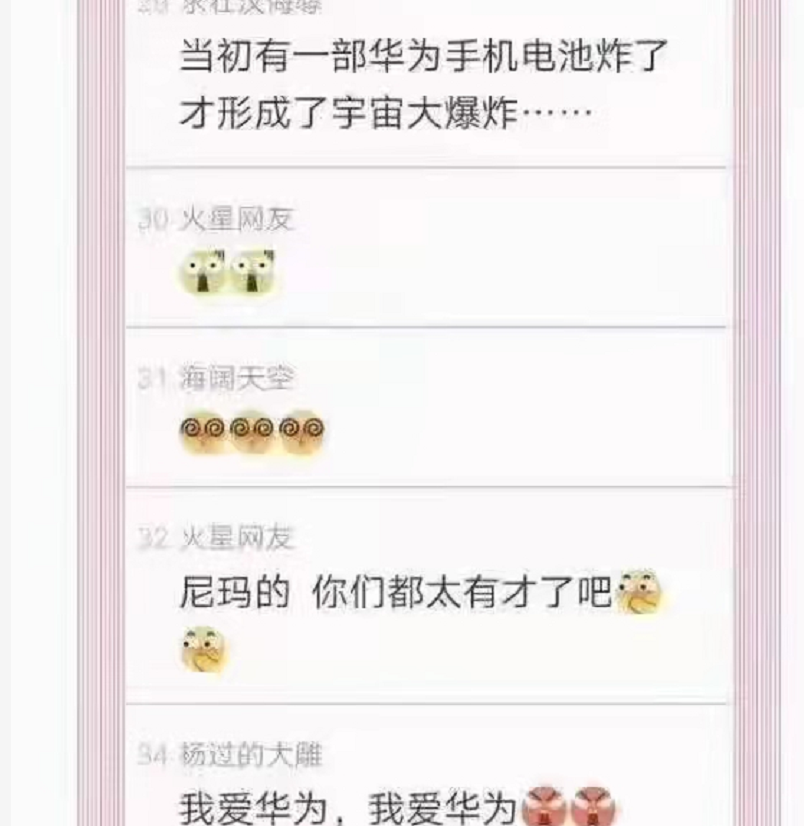 当初有一部华为手机电池炸了
才形成了宇宙大爆炸……
30 火星网友
31 海阔天空
32 火星网友
尼玛的 你们都太有才了吧
34 杨过的大雕
我爱华为，我爱华为